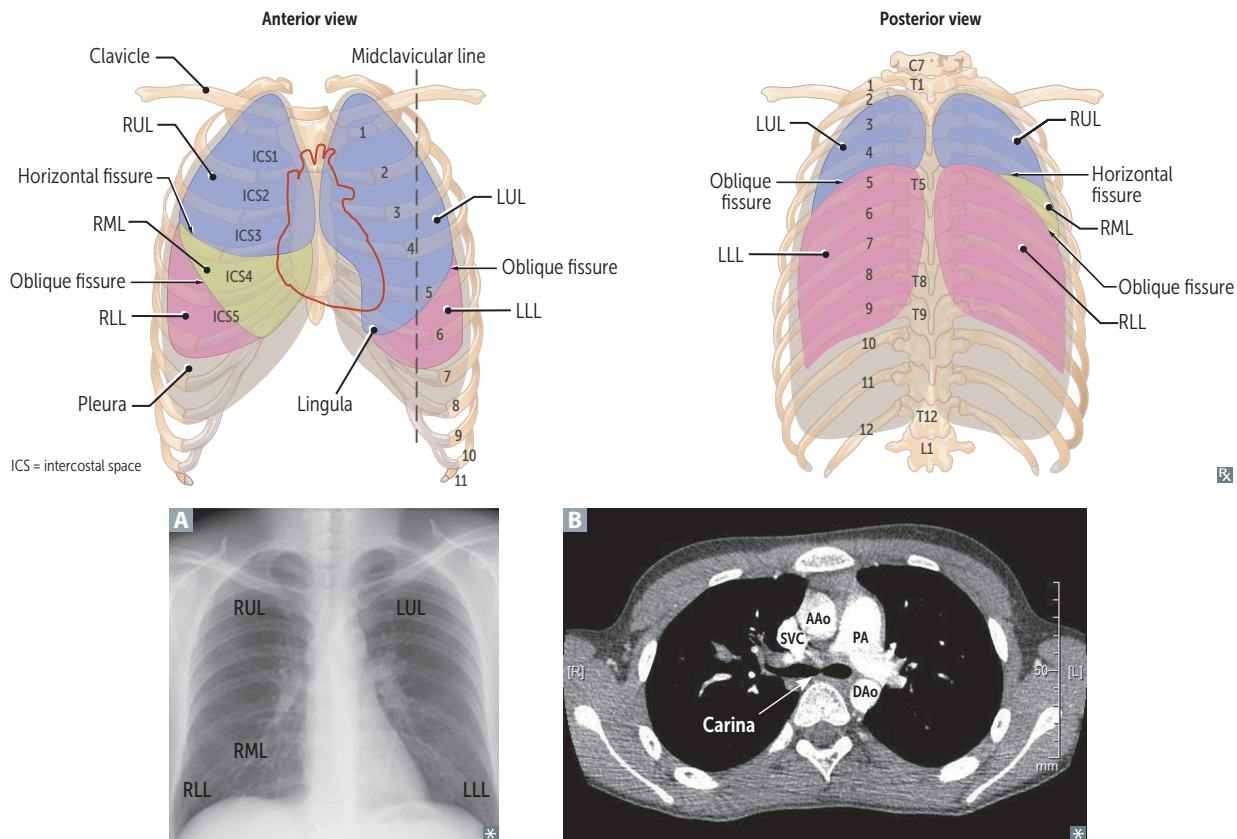 Anterior view
Clavicle
Midclavicular line
RUL
Horizontal fissure
RML
Oblique fissure
RLL
Pleura
ICS1
ICS2
ICS3
ICS4
ICS5
1
2
3
4
5
6
7
8
9
10
11
LUL
Oblique fissure
LLL
Lingula
ICS = intercostal space
Posterior view
C7
T1
1
2
3
4
5
6
7
8
9
10
11
12
T5
T8
T9
T12
L1
LUL
Oblique
fissure
LLL
RUL
Horizontal
fissure
RML
Oblique fissure
RLL
Rx
A
RUL
LUL
RML
RLL
LLL
*
B
AAo
SVC
PA
DAo
Carina
[R]
[L]
50
mm
*